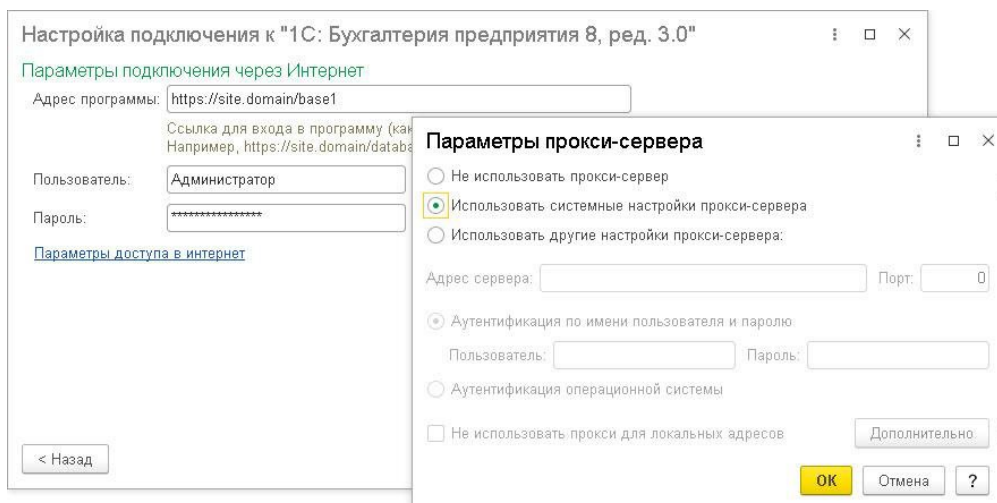 Настройка подключения к "1С: Бухгалтерия предприятия 8, ред. 3.0"
Параметры подключения через Интернет
Адрес программы: https://site.domain/base1
Ссылка для входа в программу (как
Например, https://site.domain/databa
Пользователь: Администратор
Пароль: ****************
Параметры доступа в интернет
< Назад
Параметры прокси-сервера
Не использовать прокси-сервер
Использовать системные настройки прокси-сервера
Использовать другие настройки прокси-сервера:
Адрес сервера: Порт: 0
Аутентификация по имени пользователя и паролю
Пользователь: Пароль:
Аутентификация операционной системы
Не использовать прокси для локальных адресов Дополнительно
ОК Отмена ?